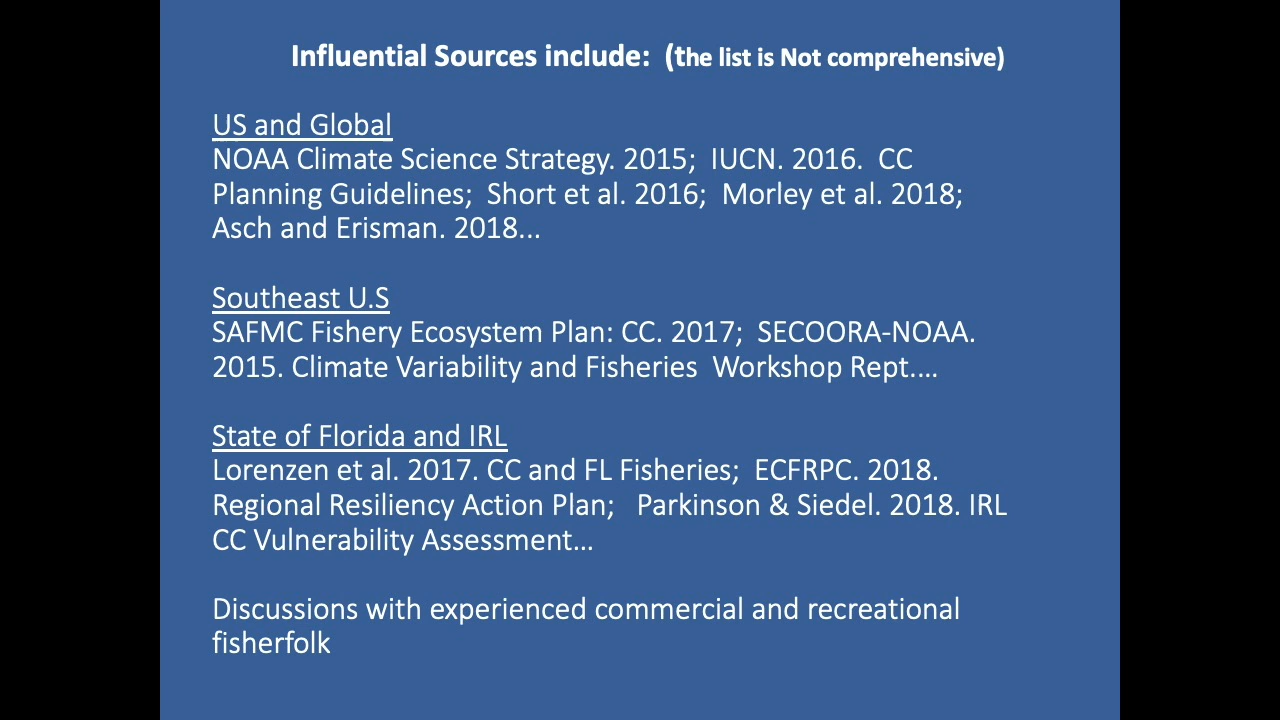 Influential Sources include:  (the list is Not comprehensive)
US and Global
NOAA Climate Science Strategy. 2015;  IUCN. 2016.  CC
Planning Guidelines;  Short et al. 2016;  Morley et al. 2018;
Asch and Erisman. 2018...
Southeast U.S
SAFMC Fishery Ecosystem Plan: CC. 2017;  SECOORA-NOAA.
2015. Climate Variability and Fisheries  Workshop Rept....
State of Florida and IRL
Lorenzen et al. 2017. CC and FL Fisheries;  ECFRPC. 2018.
Regional Resiliency Action Plan;   Parkinson & Siedel. 2018. IRL
CC Vulnerability Assessment...
Discussions with experienced commercial and recreational
fisherfolk